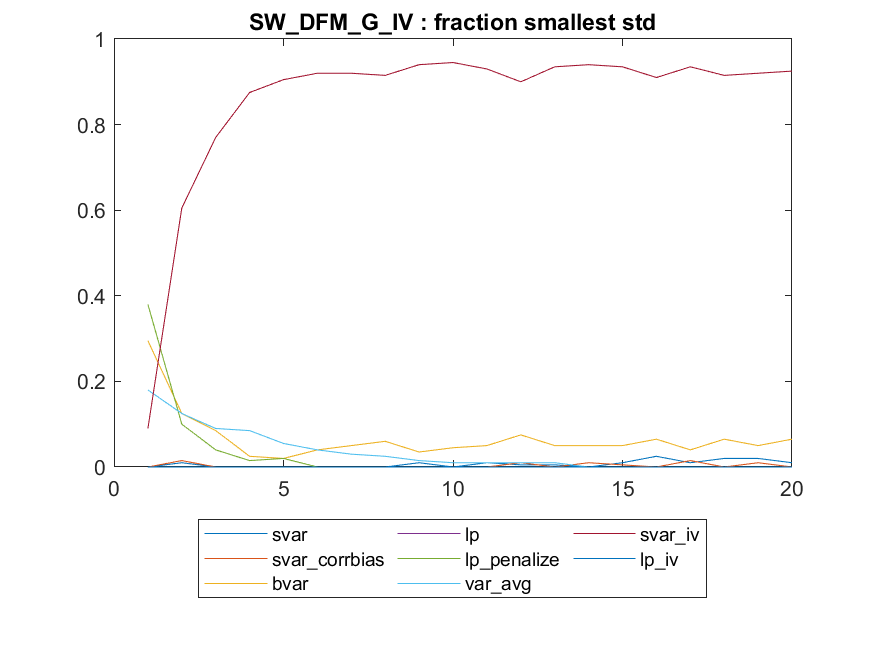 SW_DFM_G_IV : fraction smallest std
1
0.8
0.6
0.4
0.2
0
0 5 10 15 20
svar lp svar_iv
svar_corrbias lp_penalize lp_iv
bvar var_avg